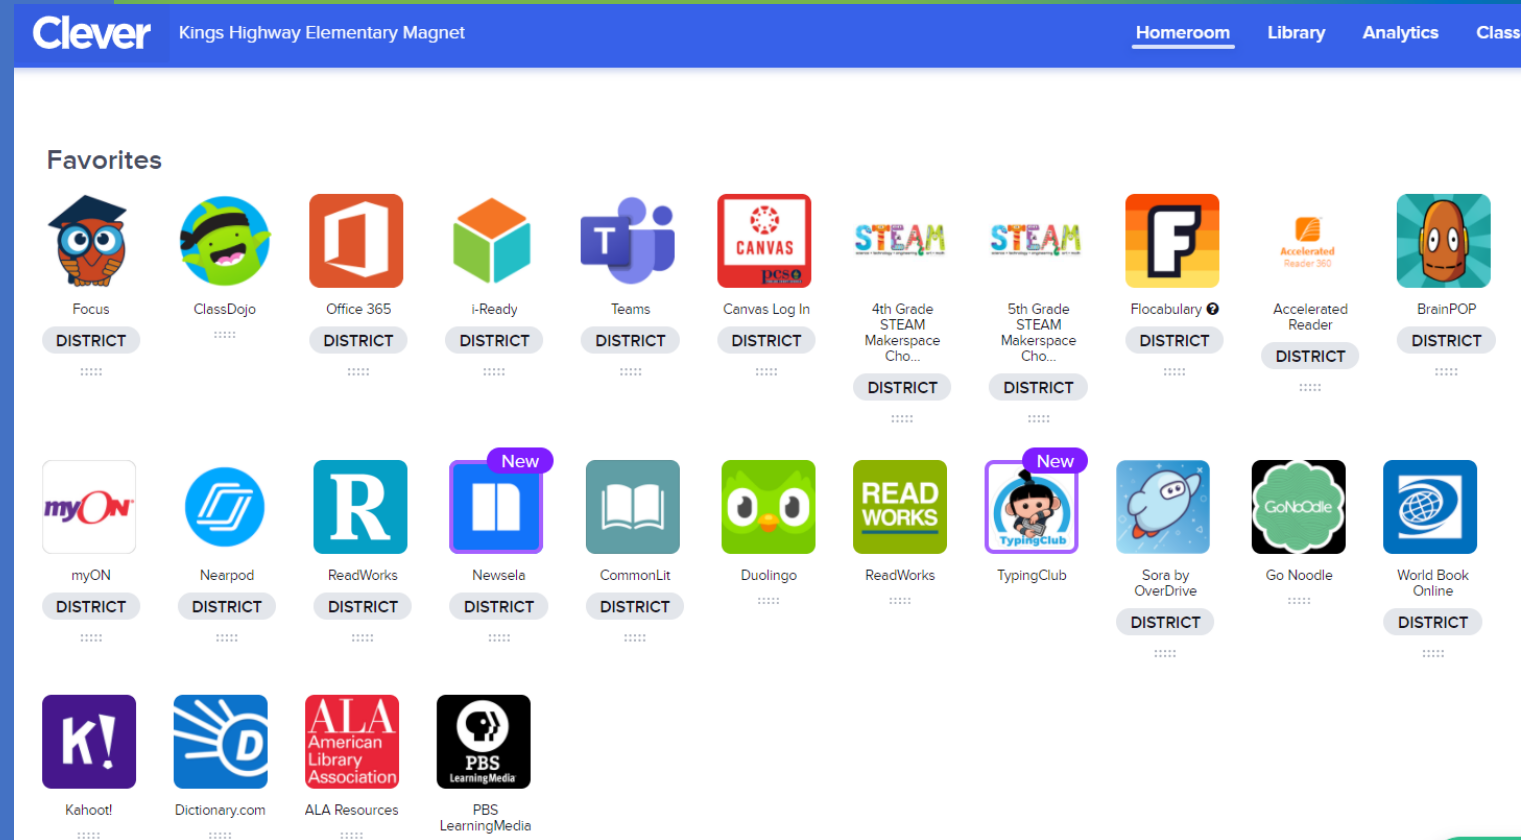 Clever Kings Highway Elementary Magnet Homeroom Library Analytics Class
Favorites
T
CANVAS
pcs
STEAM
STEAM
F
Accelerated
Reader 360
Focus ClassDojo Office 365 i-Ready Teams Canvas Log In 4th Grade 5th Grade Flocabulary ? Accelerated BrainPOP
STEAM STEAM Reader
Makerspace Makerspace
Cho... Cho...
DISTRICT DISTRICT DISTRICT DISTRICT DISTRICT DISTRICT DISTRICT DISTRICT DISTRICT DISTRICT
New New
myON
R
READ
WORKS
TypingClub
GoNoodle
myON Nearpod ReadWorks Newsela CommonLit Duolingo ReadWorks TypingClub Sora by Go Noodle World Book
OverDrive Online
DISTRICT DISTRICT DISTRICT DISTRICT DISTRICT DISTRICT DISTRICT
K!
D
ALA
American
Library
Association
PBS
LearningMedia
Kahoot! Dictionary.com ALA Resources PBS
LearningMedia